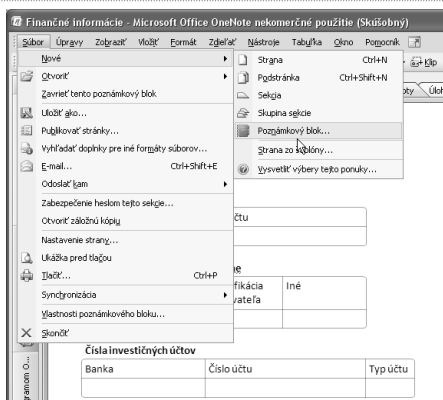 Finančné informácie - Microsoft Office OneNote nekomerčné použitie (Skúšobný)
Súbor Úpravy Zobraziť Vložiť Formát Zdieľať Nástroje Tabuľka Okno Pomocník
Nové
Otvoriť
Zavrieť tento poznámkový blok
Uložiť ako...
Publikovať stránky...
Vyhľadať doplnky pre iné formáty súborov...
E-mail... Ctrl+Shift+E
Odoslať kam
Zabezpečenie heslom tejto sekcie...
Otvoriť záložnú kópiu
Nastavenie strany...
Ukážka pred tlačou
Tlačiť... Ctrl+P
Synchronizácia
Vlastnosti poznámkového bloku...
Skončiť
Strana Ctrl+N
Podstránka Ctrl+Shift+N
Sekcia
Skupina sekcie
Poznámkový blok...
Strana zo šablóny...
Vysvetliť výbery tejto ponuky...
Klip
oty Úloh
účtu
ne
fikácia Iné
vateľa
Čísla investičných účtov
Banka Číslo účtu Typ účtu
gramom O...